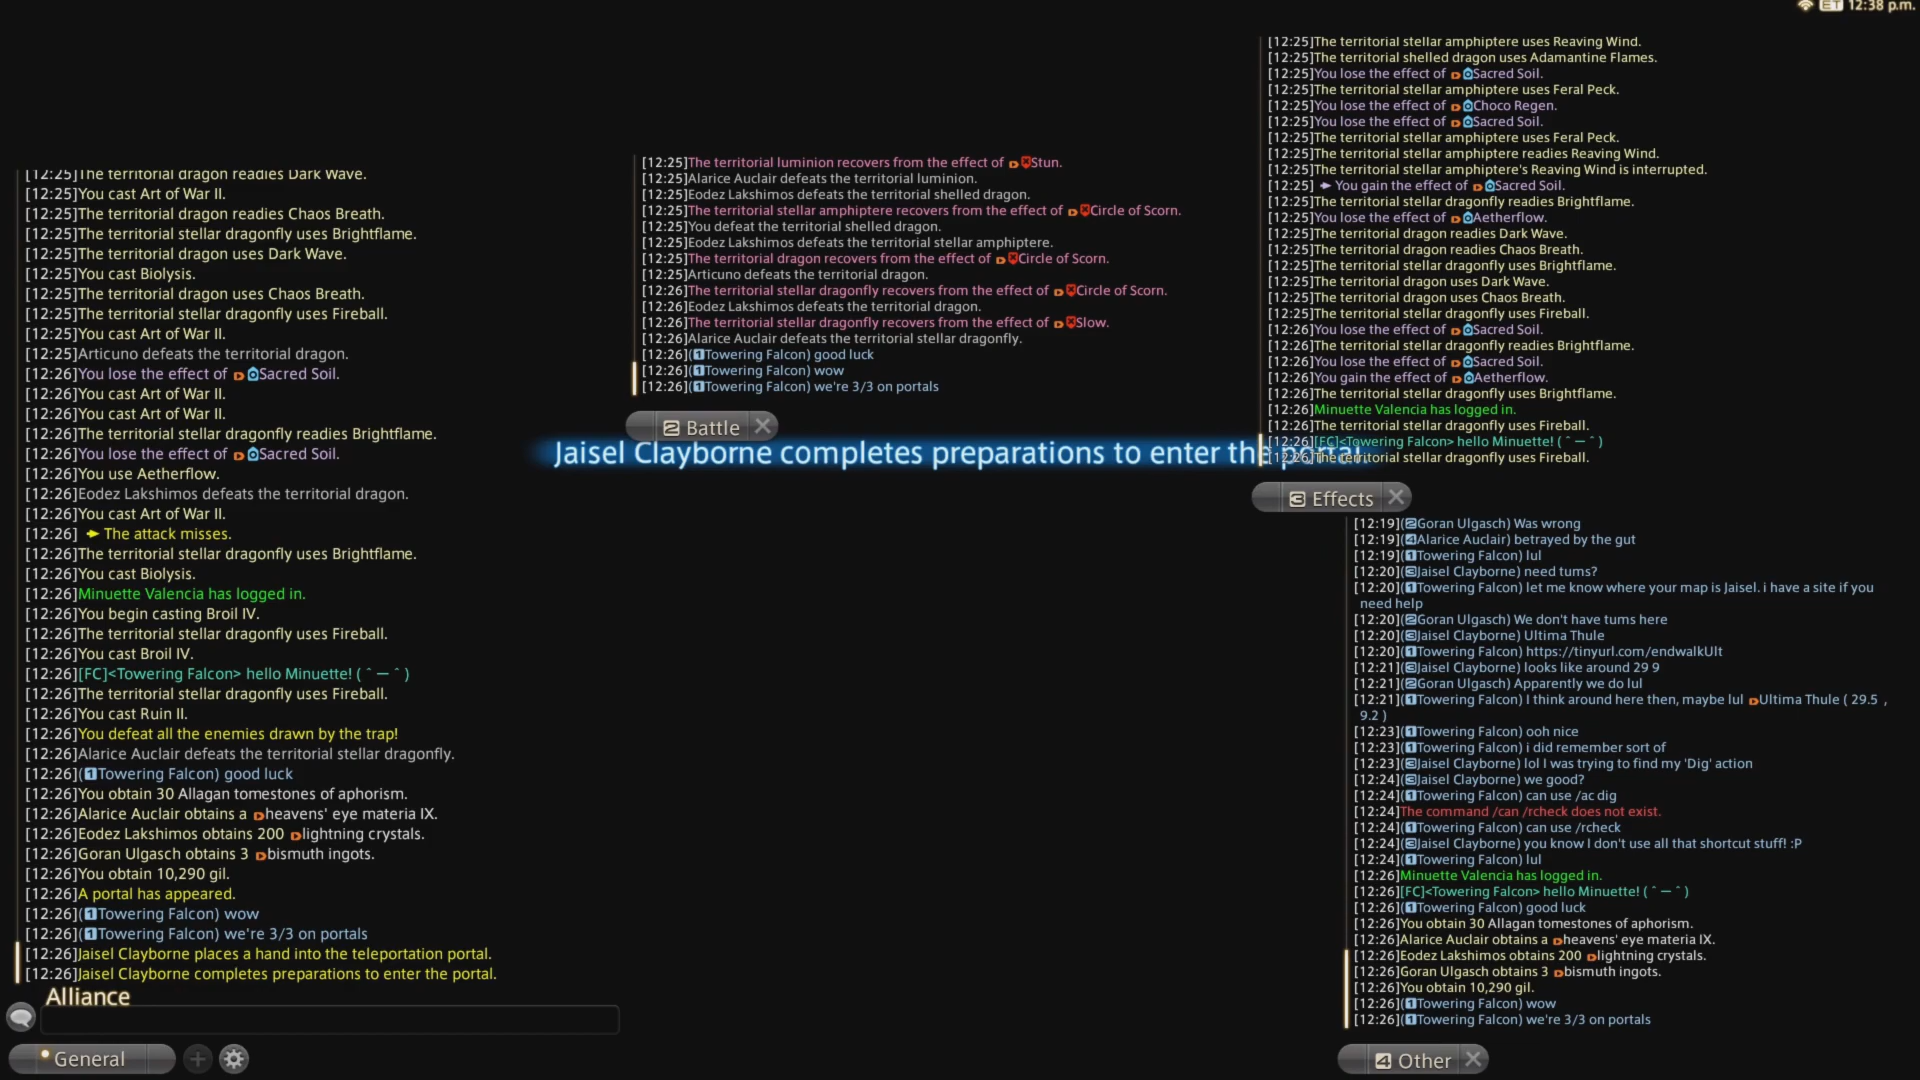 ET 12:38 p.m.
[12:25]The territorial dragon readies Dark Wave.
[12:25]You cast Art of War II.
[12:25]The territorial dragon readies Chaos Breath.
[12:25]The territorial stellar dragonfly uses Brightflame.
[12:25]The territorial dragon uses Dark Wave.
[12:25]You cast Biolysis.
[12:25]The territorial dragon uses Chaos Breath.
[12:25]The territorial stellar dragonfly uses Fireball.
[12:25]You cast Art of War II.
[12:25]Articuno defeats the territorial dragon.
[12:26]You lose the effect of Sacred Soil.
[12:26]You cast Art of War II.
[12:26]You cast Art of War II.
[12:26]The territorial stellar dragonfly readies Brightflame.
[12:26]You lose the effect of Sacred Soil.
[12:26]You use Aetherflow.
[12:26]Eodez Lakshimos defeats the territorial dragon.
[12:26]You cast Art of War II.
[12:26] The attack misses.
[12:26]The territorial stellar dragonfly uses Brightflame.
[12:26]You cast Biolysis.
[12:26]Minuette Valencia has logged in.
[12:26]You begin casting Broil IV.
[12:26]The territorial stellar dragonfly uses Fireball.
[12:26]You cast Broil IV.
[12:26][FC]<Towering Falcon> hello Minuette! ( ˆ — ˆ )
[12:26]The territorial stellar dragonfly uses Fireball.
[12:26]You cast Ruin II.
[12:26]You defeat all the enemies drawn by the trap!
[12:26]Alarice Auclair defeats the territorial stellar dragonfly.
[12:26](1Towering Falcon) good luck
[12:26]You obtain 30 Allagan tomestones of aphorism.
[12:26]Alarice Auclair obtains a heavens' eye materia IX.
[12:26]Eodez Lakshimos obtains 200 lightning crystals.
[12:26]Goran Ulgasch obtains 3 bismuth ingots.
[12:26]You obtain 10,290 gil.
[12:26]A portal has appeared.
[12:26](1Towering Falcon) wow
[12:26](1Towering Falcon) we're 3/3 on portals
[12:26]Jaisel Clayborne places a hand into the teleportation portal.
[12:26]Jaisel Clayborne completes preparations to enter the portal.
Alliance
General
[12:25]The territorial luminion recovers from the effect of Stun.
[12:25]Alarice Auclair defeats the territorial luminion.
[12:25]Eodez Lakshimos defeats the territorial shelled dragon.
[12:25]The territorial stellar amphiptere recovers from the effect of Circle of Scorn.
[12:25]You defeat the territorial shelled dragon.
[12:25]Eodez Lakshimos defeats the territorial stellar amphiptere.
[12:25]The territorial dragon recovers from the effect of Circle of Scorn.
[12:25]Articuno defeats the territorial dragon.
[12:26]The territorial stellar dragonfly recovers from the effect of Circle of Scorn.
[12:26]Eodez Lakshimos defeats the territorial dragon.
[12:26]The territorial stellar dragonfly recovers from the effect of Slow.
[12:26]Alarice Auclair defeats the territorial stellar dragonfly.
[12:26](1Towering Falcon) good luck
[12:26](1Towering Falcon) wow
[12:26](1Towering Falcon) we're 3/3 on portals
2 Battle
Jaisel Clayborne completes preparations to enter the portal.
[12:25]The territorial stellar amphiptere uses Reaving Wind.
[12:25]The territorial shelled dragon uses Adamantine Flames.
[12:25]You lose the effect of Sacred Soil.
[12:25]The territorial stellar amphiptere uses Feral Peck.
[12:25]You lose the effect of Choco Regen.
[12:25]You lose the effect of Sacred Soil.
[12:25]The territorial stellar amphiptere uses Feral Peck.
[12:25]The territorial stellar amphiptere readies Reaving Wind.
[12:25]The territorial stellar amphiptere's Reaving Wind is interrupted.
[12:25] You gain the effect of Sacred Soil.
[12:25]The territorial stellar dragonfly readies Brightflame.
[12:25]You lose the effect of Aetherflow.
[12:25]The territorial dragon readies Dark Wave.
[12:25]The territorial dragon readies Chaos Breath.
[12:25]The territorial stellar dragonfly uses Brightflame.
[12:25]The territorial dragon uses Dark Wave.
[12:25]The territorial dragon uses Chaos Breath.
[12:25]The territorial stellar dragonfly uses Fireball.
[12:26]You lose the effect of Sacred Soil.
[12:26]The territorial stellar dragonfly readies Brightflame.
[12:26]You lose the effect of Sacred Soil.
[12:26]You gain the effect of Aetherflow.
[12:26]The territorial stellar dragonfly uses Brightflame.
[12:26]Minuette Valencia has logged in.
[12:26]The territorial stellar dragonfly uses Fireball.
[12:26][FC]<Towering Falcon> hello Minuette! ( ˆ — ˆ )
[12:26]The territorial stellar dragonfly uses Fireball.
3 Effects
[12:19](2Goran Ulgasch) Was wrong
[12:19](4Alarice Auclair) betrayed by the gut
[12:19](1Towering Falcon) lul
[12:20](3Jaisel Clayborne) need tums?
[12:20](1Towering Falcon) let me know where your map is Jaisel. i have a site if you
need help
[12:20](2Goran Ulgasch) We don't have tums here
[12:20](3Jaisel Clayborne) Ultima Thule
[12:20](1Towering Falcon) https://tinyurl.com/endwalkUlt
[12:21](3Jaisel Clayborne) looks like around 29 9
[12:21](2Goran Ulgasch) Apparently we do lul
[12:21](1Towering Falcon) I think around here then, maybe lul Ultima Thule ( 29.5 ,
9.2 )
[12:23](1Towering Falcon) ooh nice
[12:23](1Towering Falcon) i did remember sort of
[12:23](3Jaisel Clayborne) lol I was trying to find my 'Dig' action
[12:24](3Jaisel Clayborne) we good?
[12:24](1Towering Falcon) can use /ac dig
[12:24]The command /can /rcheck does not exist.
[12:24](1Towering Falcon) can use /rcheck
[12:24](3Jaisel Clayborne) you know I don't use all that shortcut stuff! :P
[12:24](1Towering Falcon) lul
[12:26]Minuette Valencia has logged in.
[12:26][FC]<Towering Falcon> hello Minuette! ( ˆ — ˆ )
[12:26](1Towering Falcon) good luck
[12:26]You obtain 30 Allagan tomestones of aphorism.
[12:26]Alarice Auclair obtains a heavens' eye materia IX.
[12:26]Eodez Lakshimos obtains 200 lightning crystals.
[12:26]Goran Ulgasch obtains 3 bismuth ingots.
[12:26]You obtain 10,290 gil.
[12:26](1Towering Falcon) wow
[12:26](1Towering Falcon) we're 3/3 on portals
4 Other